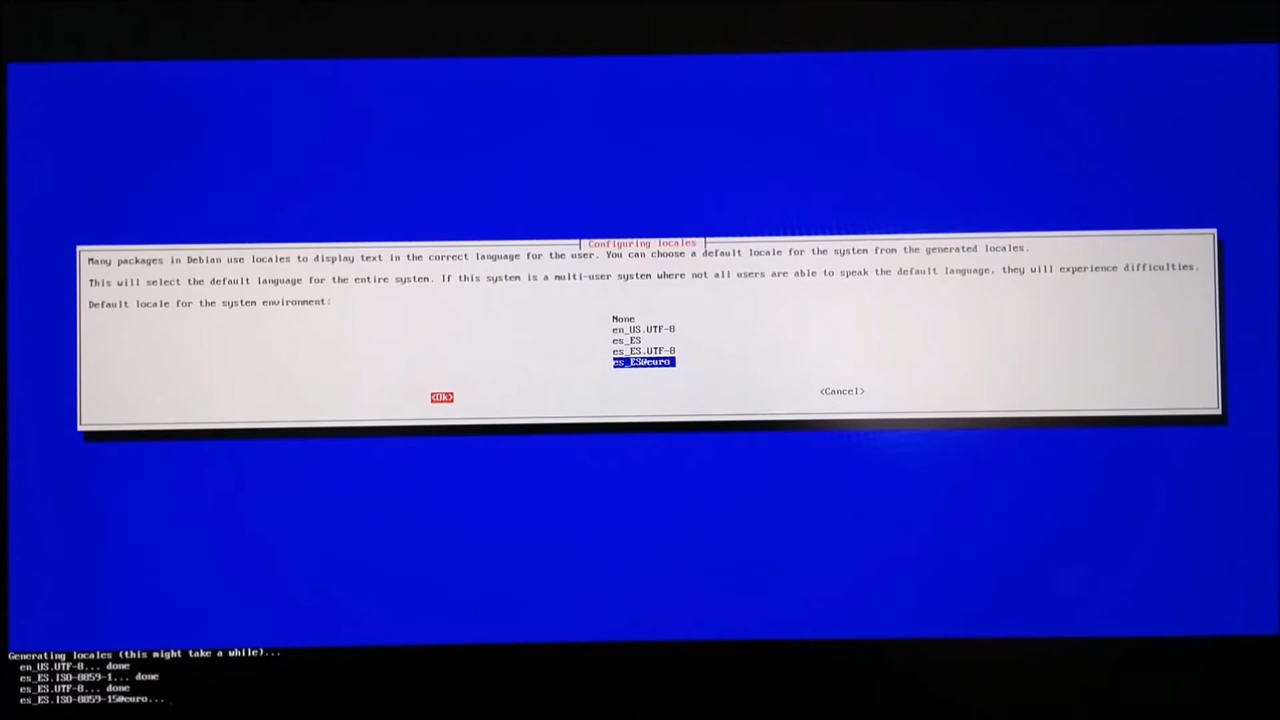 Configuring locales
Many packages in Debian use locales to display text in the correct language for the user. You can choose a default locale for the system from the generated locales.
This will select the default language for the entire system. If this system is a multi-user system where not all users are able to speak the default language, they will experience difficulties.
Default locale for the system environment:
None
en_US.UTF-8
es_ES
es_ES.UTF-8
es_ES@euro
<Ok> <Cancel>
Generating locales (this might take a while)...
en_US.UTF-8... done
es_ES.ISO-8859-1... done
es_ES.UTF-8... done
es_ES.ISO-8859-15@euro...